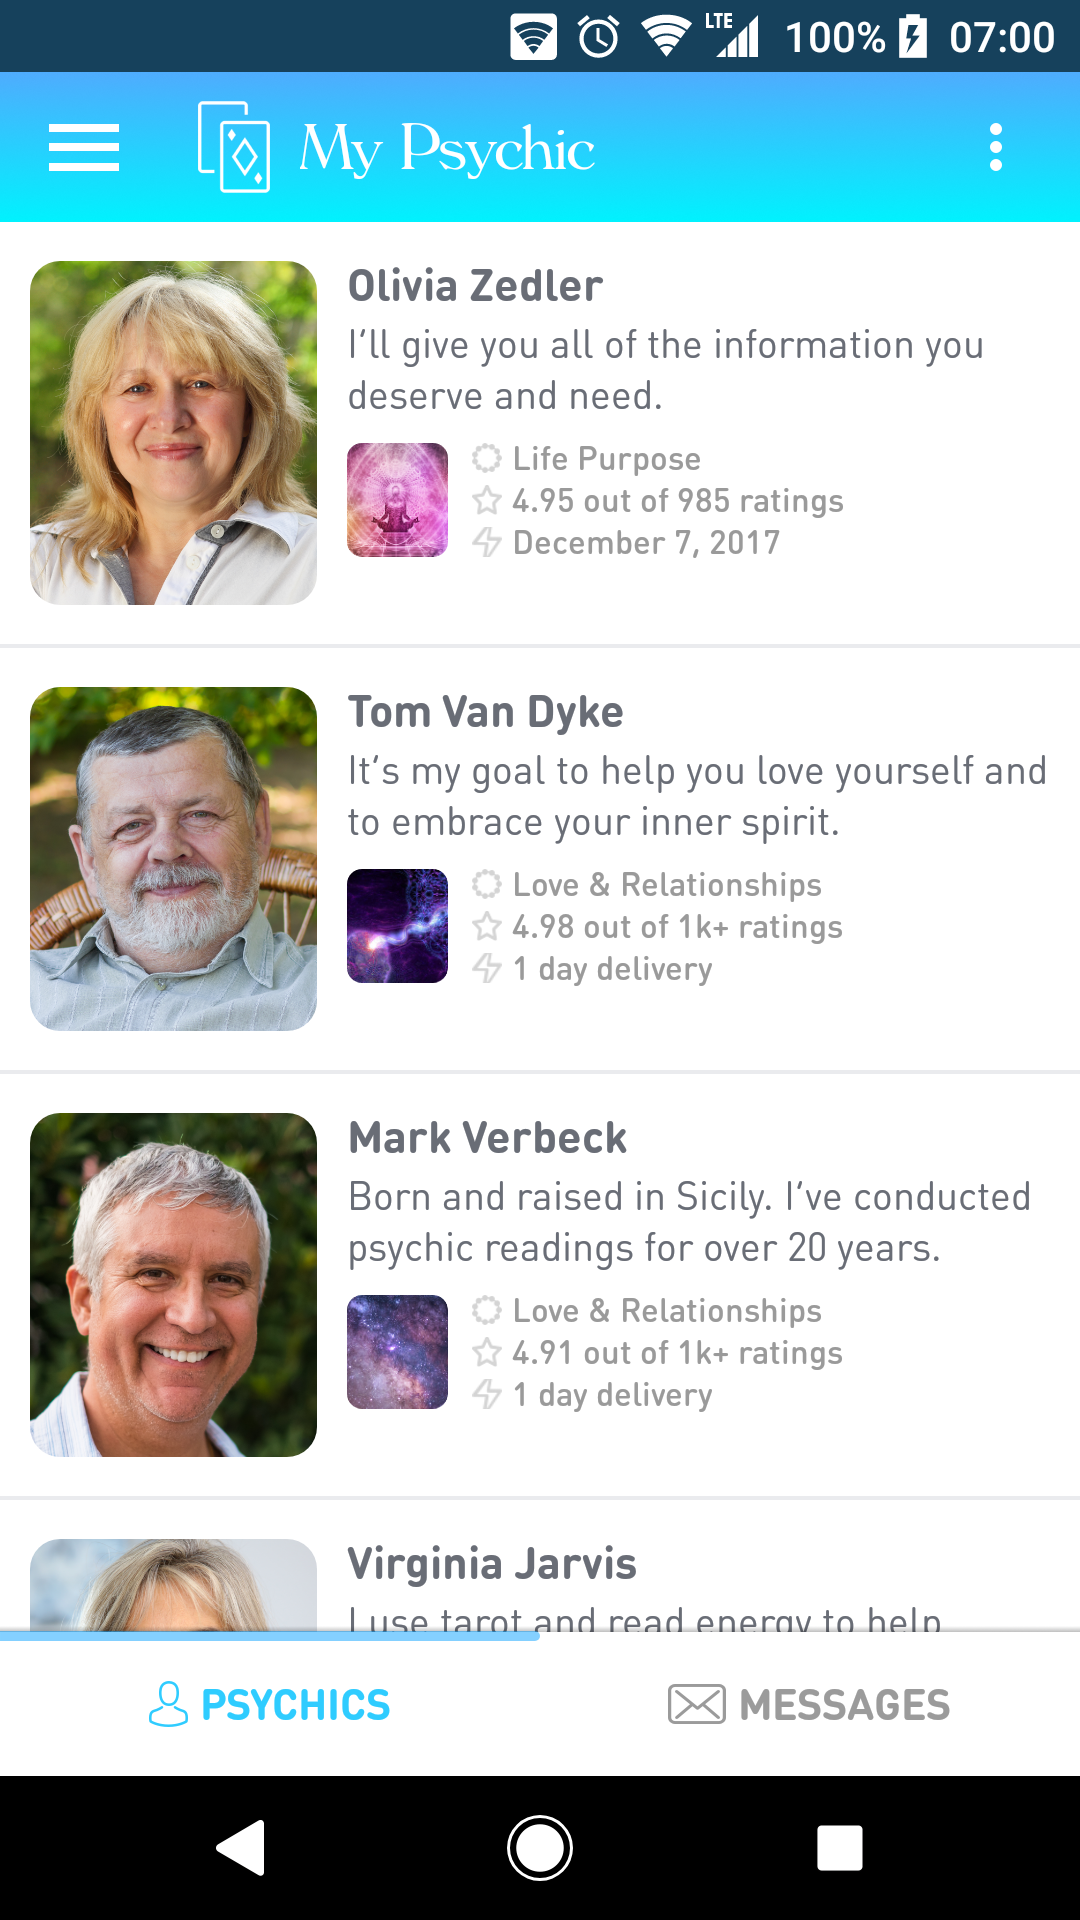 LTE 100% 07:00
My Psychic
Olivia Zedler
I'll give you all of the information you
deserve and need.
Life Purpose
4.95 out of 985 ratings
December 7, 2017
Tom Van Dyke
It's my goal to help you love yourself and
to embrace your inner spirit.
Love & Relationships
4.98 out of 1k+ ratings
1 day delivery
Mark Verbeck
Born and raised in Sicily. I've conducted
psychic readings for over 20 years.
Love & Relationships
4.91 out of 1k+ ratings
1 day delivery
Virginia Jarvis
I use tarot and read energy to help
PSYCHICS
MESSAGES